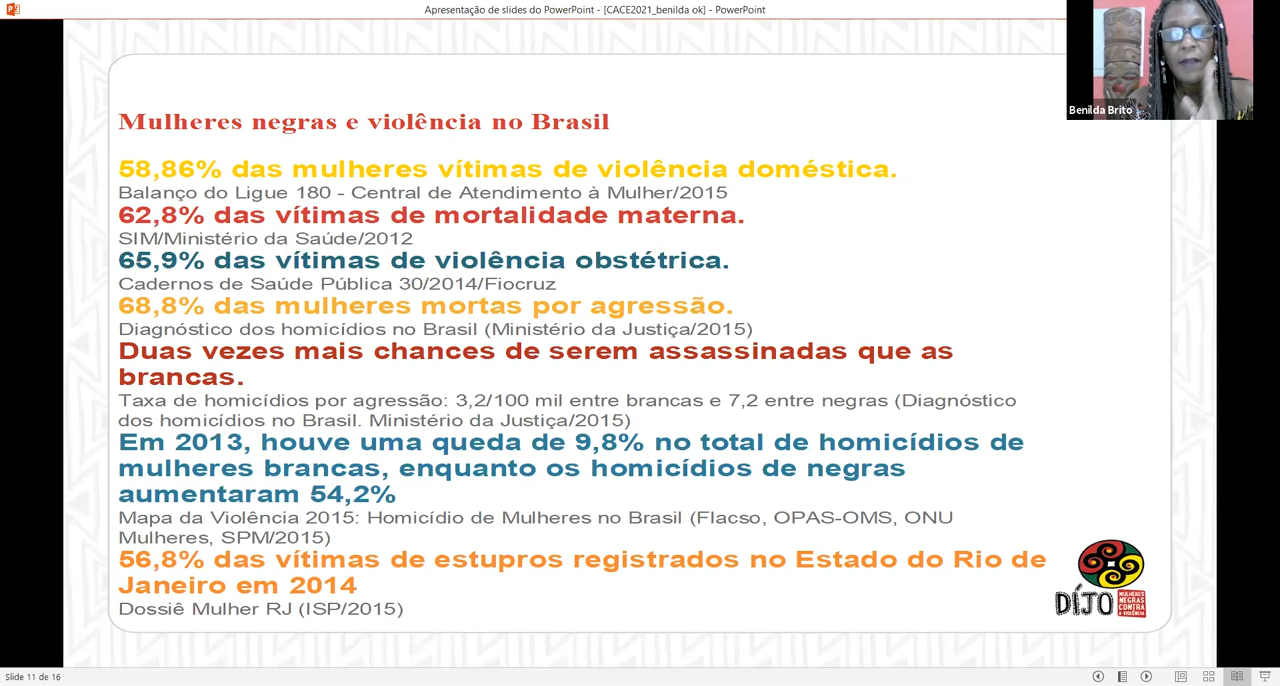 Apresentação de slides do PowerPoint - [CACE2021_benilda ok] - PowerPoint
Benilda Brito
Mulheres negras e violência no Brasil
58,86% das mulheres vítimas de violência doméstica.
Balanço do Ligue 180 - Central de Atendimento à Mulher/2015
62,8% das vítimas de mortalidade materna.
SIM/Ministério da Saúde/2012
65,9% das vítimas de violência obstétrica.
Cadernos de Saúde Pública 30/2014/Fiocruz
68,8% das mulheres mortas por agressão.
Diagnóstico dos homicídios no Brasil (Ministério da Justiça/2015)
Duas vezes mais chances de serem assassinadas que as
brancas.
Taxa de homicídios por agressão: 3,2/100 mil entre brancas e 7,2 entre negras (Diagnóstico
dos homicídios no Brasil. Ministério da Justiça/2015)
Em 2013, houve uma queda de 9,8% no total de homicídios de
mulheres brancas, enquanto os homicídios de negras
aumentaram 54,2%
Mapa da Violência 2015: Homicídio de Mulheres no Brasil (Flacso, OPAS-OMS, ONU
Mulheres, SPM/2015)
56,8% das vítimas de estupros registrados no Estado do Rio de
Janeiro em 2014
Dossiê Mulher RJ (ISP/2015)
DÍJO
MULHERES
NEGRAS
CONTRA
A VIOLÊNCIA
Slide 11 de 16